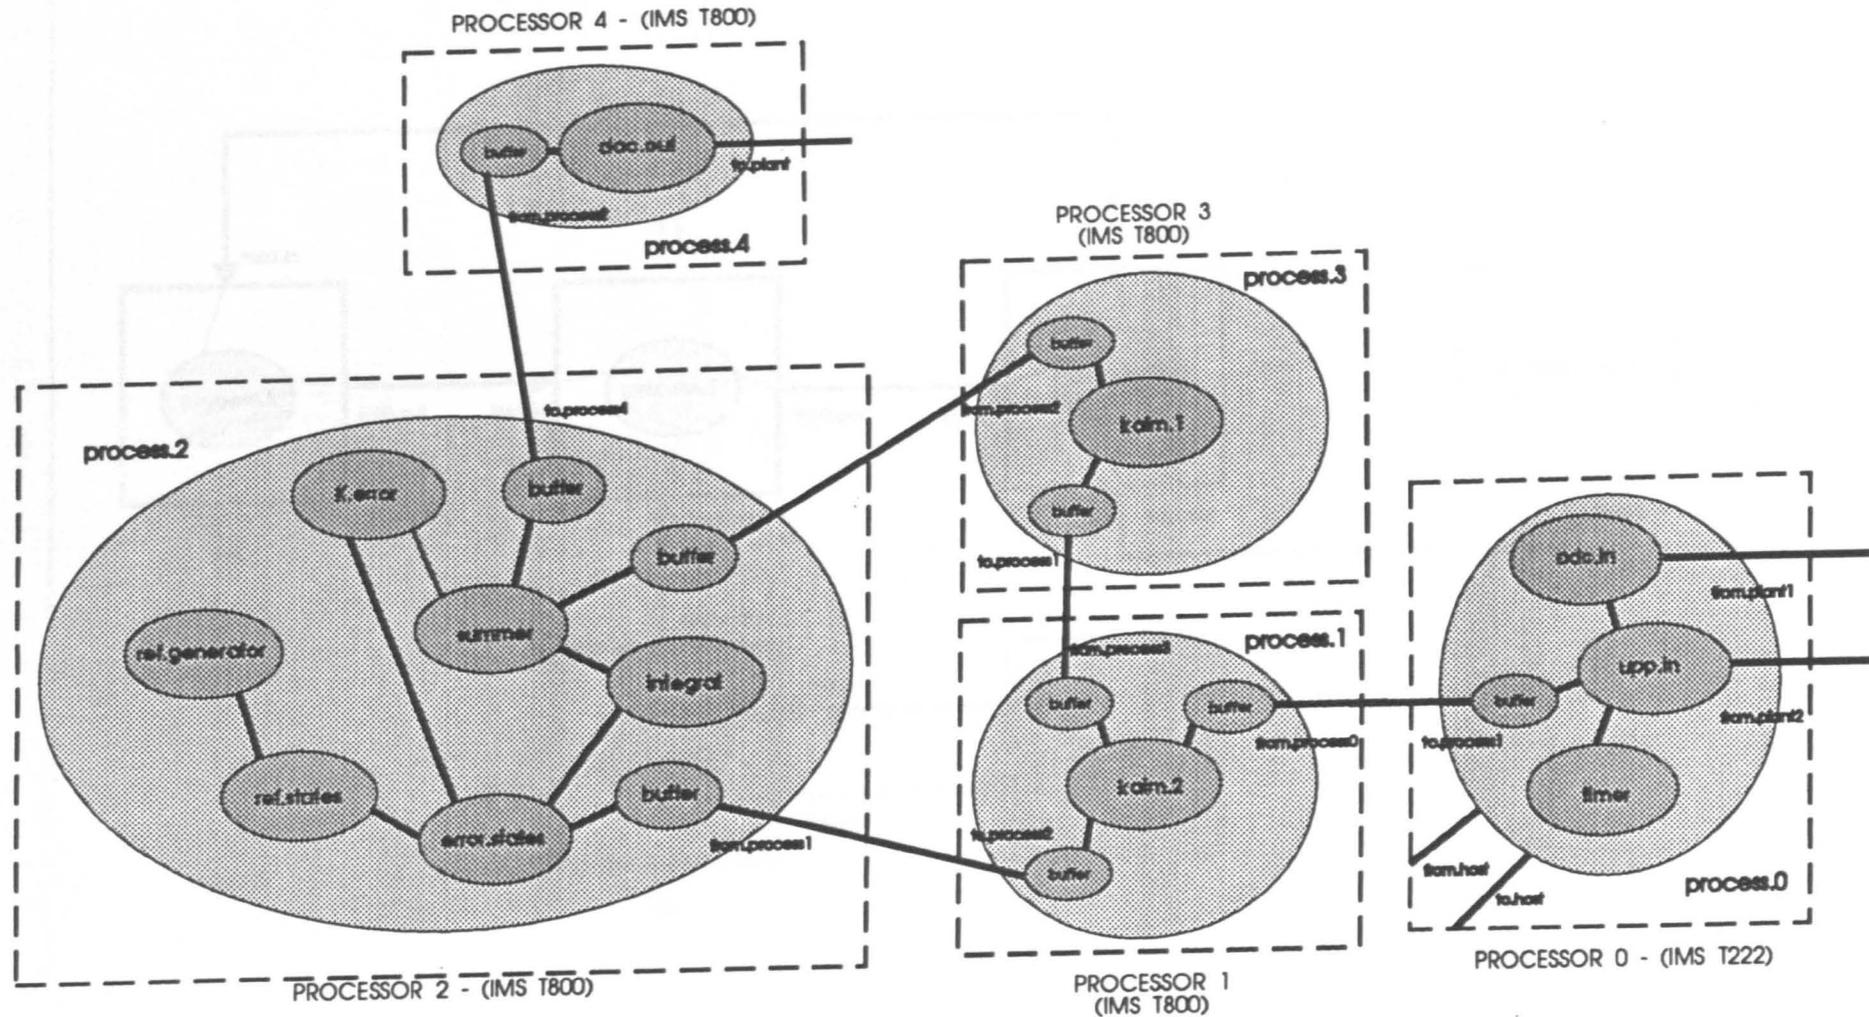 PROCESSOR 4 - (IMS T800)
buffer
dac.out
to.plant
from.process2
process.4
PROCESSOR 3
(IMS T800)
process.3
buffer
from.process2
kalm.1
buffer
to.process1
to.process4
process.2
K.error
buffer
buffer
summer
ref.generator
integral
ref.states
buffer
error.states
from.process1
PROCESSOR 2 - (IMS T800)
process.1
from.process3
buffer
buffer
from.process0
kalm.2
to.process2
buffer
PROCESSOR 1
(IMS T800)
adc.in
from.plant1
upp.in
buffer
from.plant2
to.process1
timer
from.host
to.host
process.0
PROCESSOR 0 - (IMS T222)